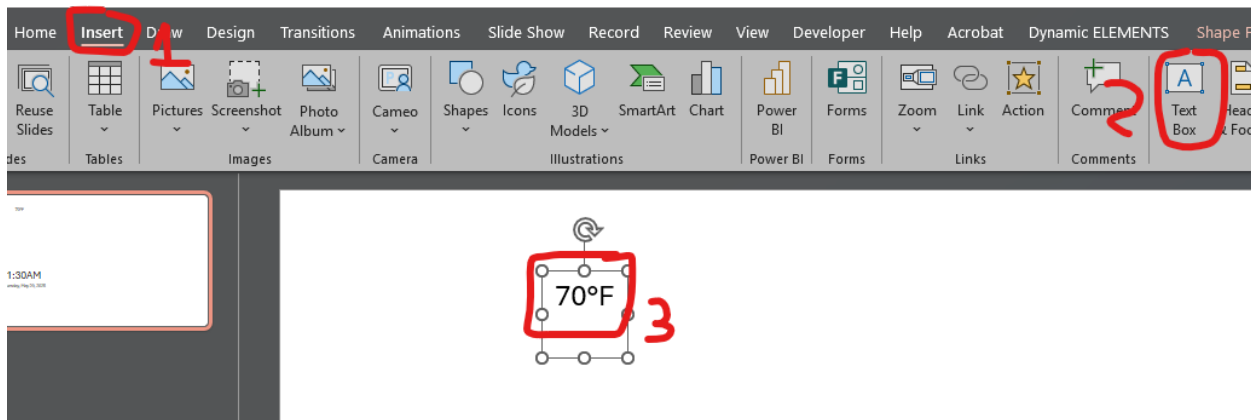 Home Insert Draw Design Transitions Animations Slide Show Record Review View Developer Help Acrobat Dynamic ELEMENTS Shape F
1
Reuse Slides
Table
Pictures
Screenshot
Photo Album
Cameo
Shapes
Icons
3D Models
SmartArt
Chart
Power BI
Forms
Zoom
Link
Action
Comment
2
Text Box
Head
& Foo
des
Tables
Images
Camera
Illustrations
Power BI
Forms
Links
Comments
1:30AM
70°F
3